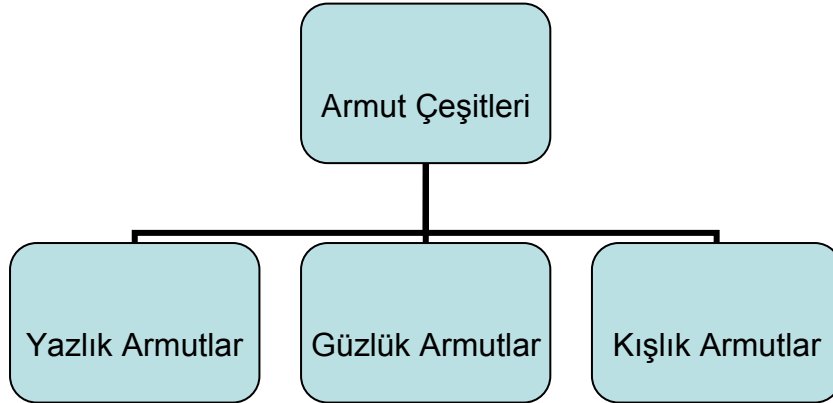 Armut Çeşitleri
Yazlık Armutlar
Güzlük Armutlar
Kışlık Armutlar